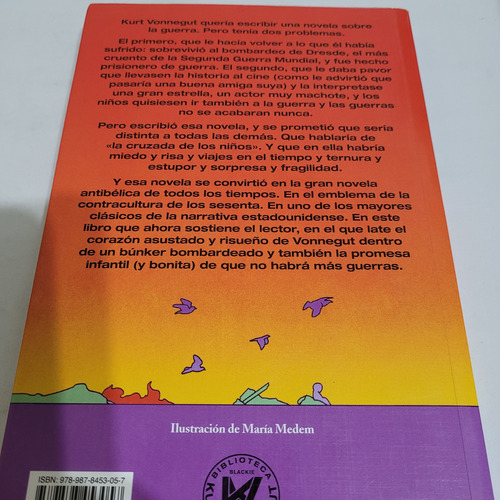 Kurt Vonnegut quería escribir una novela sobre
la guerra. Pero tenía dos problemas.
El primero, que le hacía volver a lo que él había
sufrido: sobrevivió al bombardeo de Dresde, el más
cruento de la Segunda Guerra Mundial, y fue hecho
prisionero de guerra. El segundo, que le daba pavor
que llevasen la historia al cine (como le advirtió que
pasaría una buena amiga suya) y la interpretase
una gran estrella, un actor muy machote, y los
niños quisiesen ir también a la guerra y las guerras
no se acabaran nunca.
Pero escribió esa novela, y se prometió que sería
distinta a todas las demás. Que hablaría de
«la cruzada de los niños». Y que en ella habría
miedo y risa y viajes en el tiempo y ternura y
estupor y sorpresa y fragilidad.
Y esa novela se convirtió en la gran novela
antibélica de todos los tiempos. En el emblema de la
contracultura de los sesenta. En uno de los mayores
clásicos de la narrativa estadounidense. En este
libro que ahora sostiene el lector, en el que late el
corazón asustado y risueño de Vonnegut dentro
de un búnker bombardeado y también la promesa
infantil (y bonita) de que no habrá más guerras.
Ilustración de María Medem
ISBN: 978-987-8453-05-7
BIBLIOTECA
BLACKIE